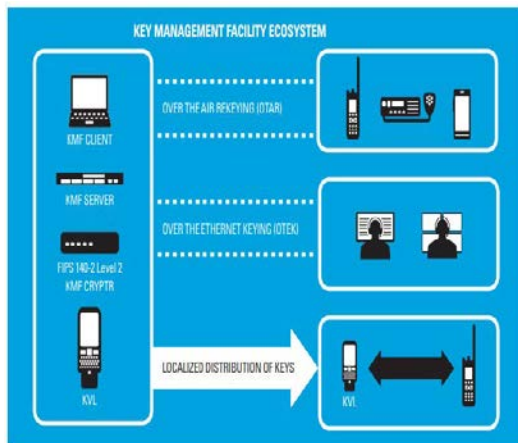 KEY MANAGEMENT FACILITY ECOSYSTEM
KMF CLIENT
KMF SERVER
FIPS 140-2 Level 2
KMF CRYPTR
KVL
OVER THE AIR REKEYING (OTAR)
OVER THE ETHERNET KEYING (OTEK)
LOCALIZED DISTRIBUTION OF KEYS
KVL